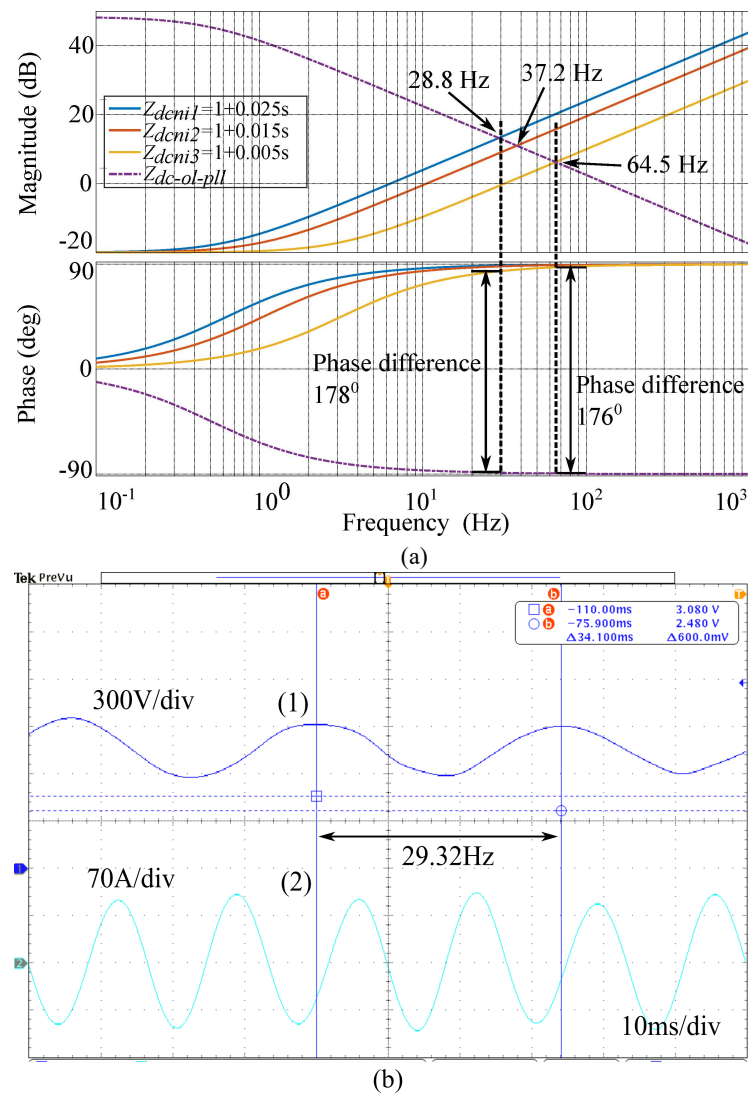 40
20
0
-20
Magnitude (dB)
Zdcni1=1+0.025s
Zdcni2=1+0.015s
Zdcni3=1+0.005s
Zdc-ol-pll
28.8 Hz
37.2 Hz
64.5 Hz
90
0
-90
Phase (deg)
Phase difference
178⁰
Phase difference
176⁰
10⁻¹
10⁰
10¹
10²
10³
Frequency (Hz)
(a)
Tek PreVu
T
a
b
T
a −110.00ms 3.080 V
b −75.900ms 2.480 V
Δ34.100ms Δ600.0mV
300V/div
(1)
29.32Hz
1
70A/div
(2)
2
10ms/div
(b)